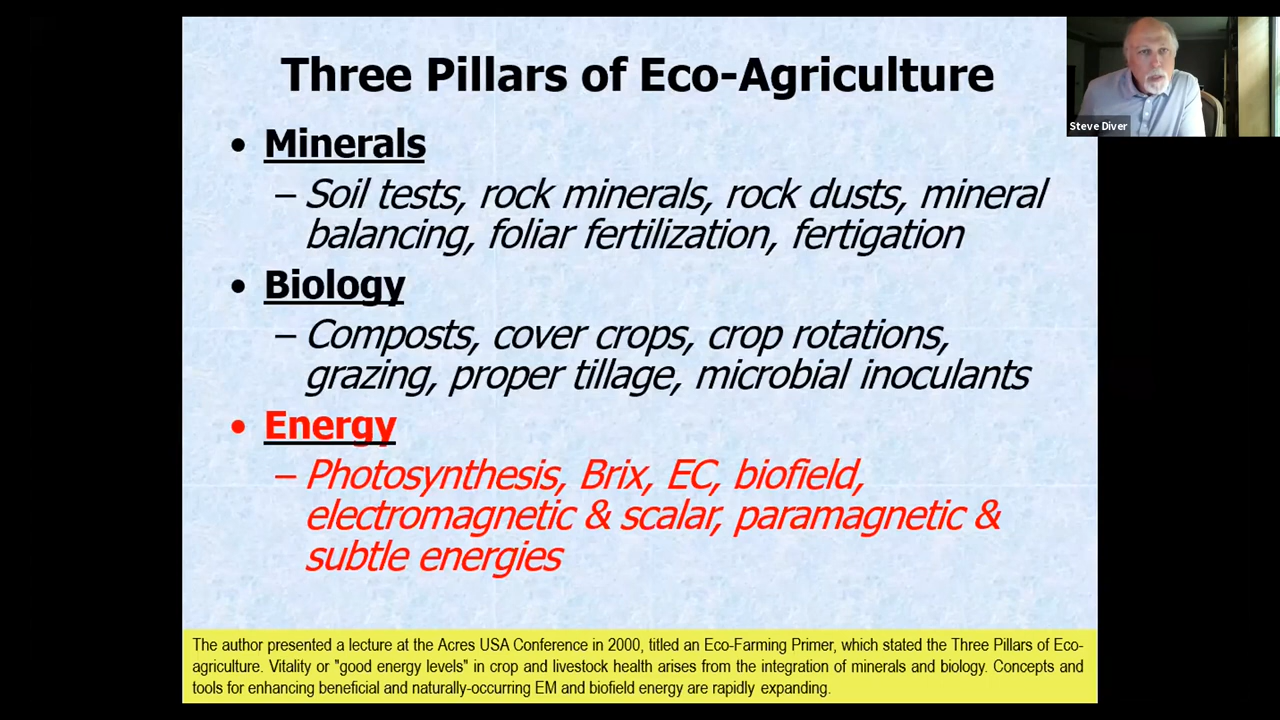 Three Pillars of Eco-Agriculture
• Minerals
– Soil tests, rock minerals, rock dusts, mineral
balancing, foliar fertilization, fertigation
• Biology
– Composts, cover crops, crop rotations,
grazing, proper tillage, microbial inoculants
• Energy
– Photosynthesis, Brix, EC, biofield,
electromagnetic & scalar, paramagnetic &
subtle energies
The author presented a lecture at the Acres USA Conference in 2000, titled an Eco-Farming Primer, which stated the Three Pillars of Eco-
agriculture. Vitality or "good energy levels" in crop and livestock health arises from the integration of minerals and biology. Concepts and
tools for enhancing beneficial and naturally-occurring EM and biofield energy are rapidly expanding.
Steve Diver